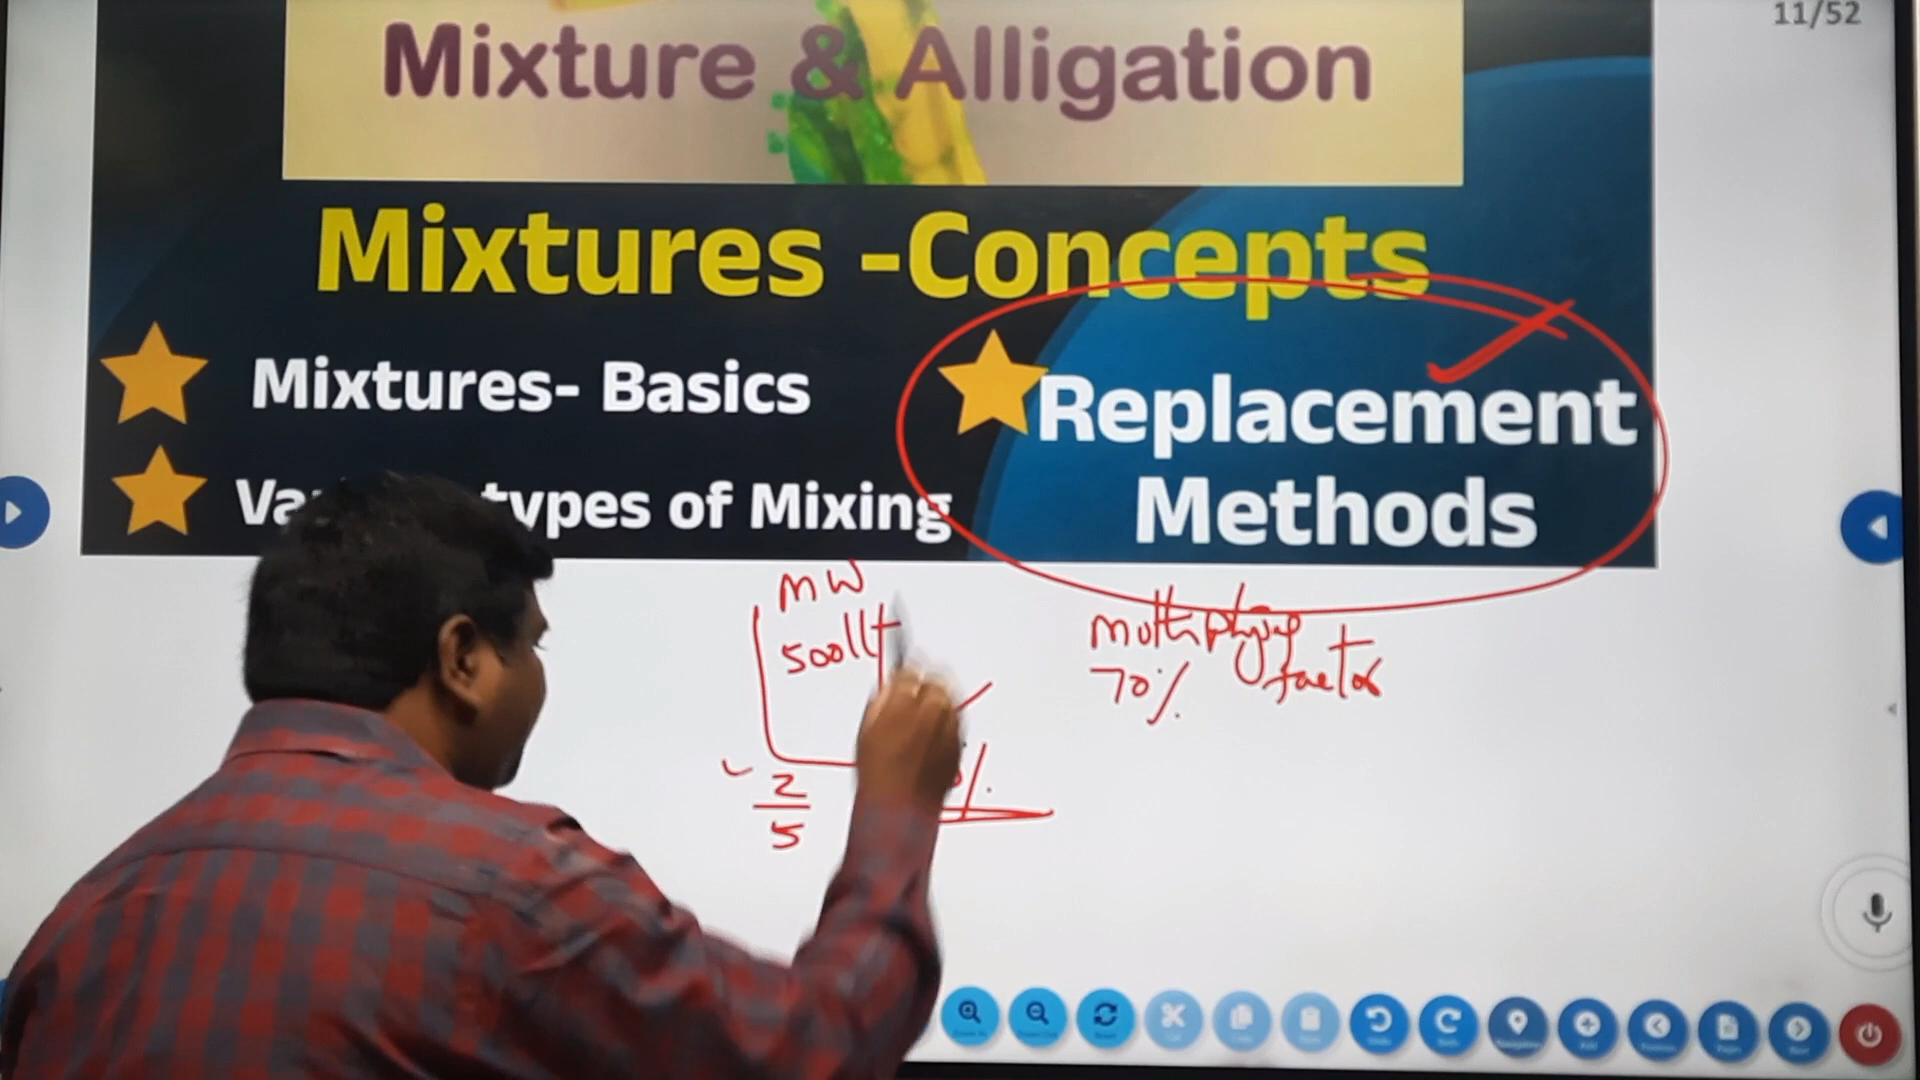 11/52
Mixture & Alligation
Mixtures -Concepts
Mixtures- Basics
Replacement
Methods
types of Mixing
MW
500lt
2
5
%
Multiplying
factor
70%